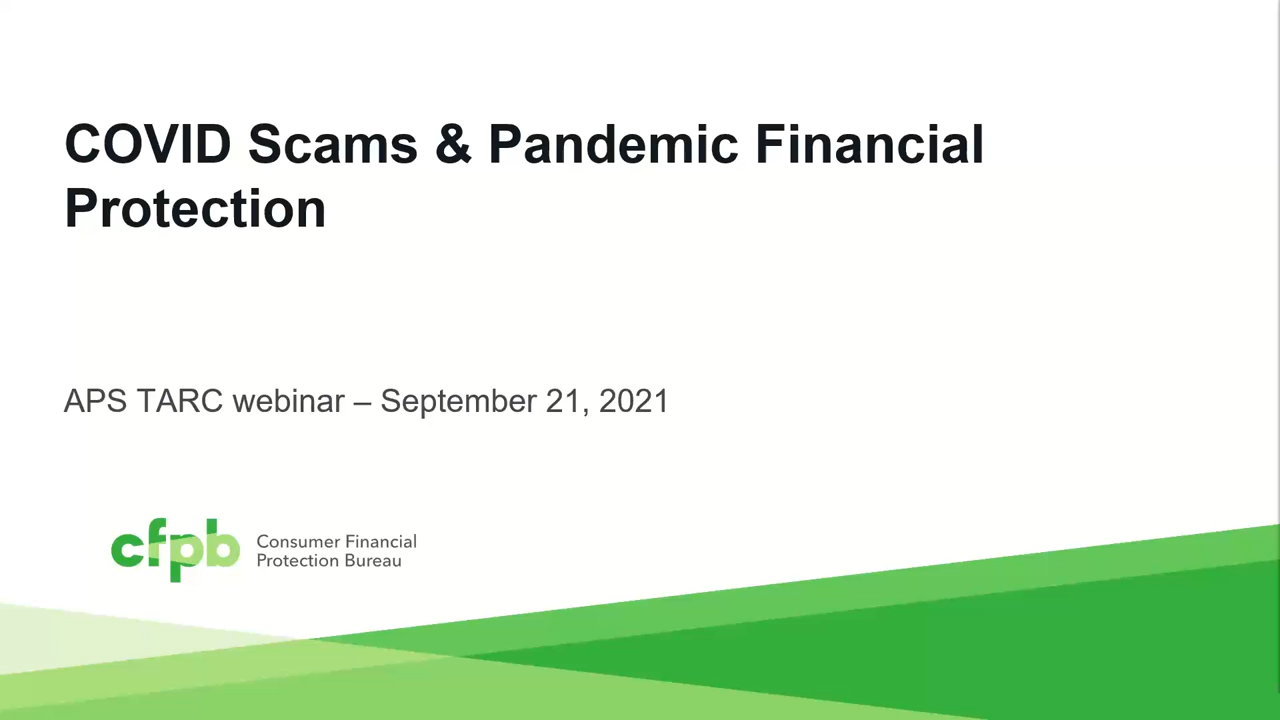 COVID Scams & Pandemic Financial
Protection
APS TARC webinar – September 21, 2021
cfpb Consumer Financial
Protection Bureau